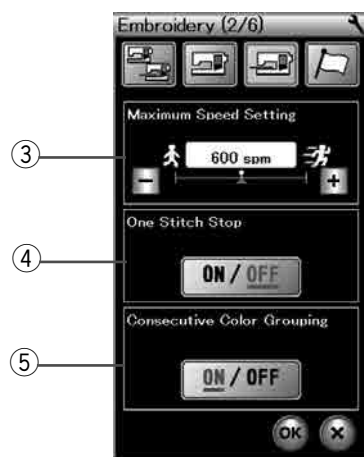 Embroidery (2/6)
Maximum Speed Setting
③
600 spm
− +
One Stitch Stop
④
ON / OFF
Consecutive Color Grouping
⑤
ON / OFF
OK ×